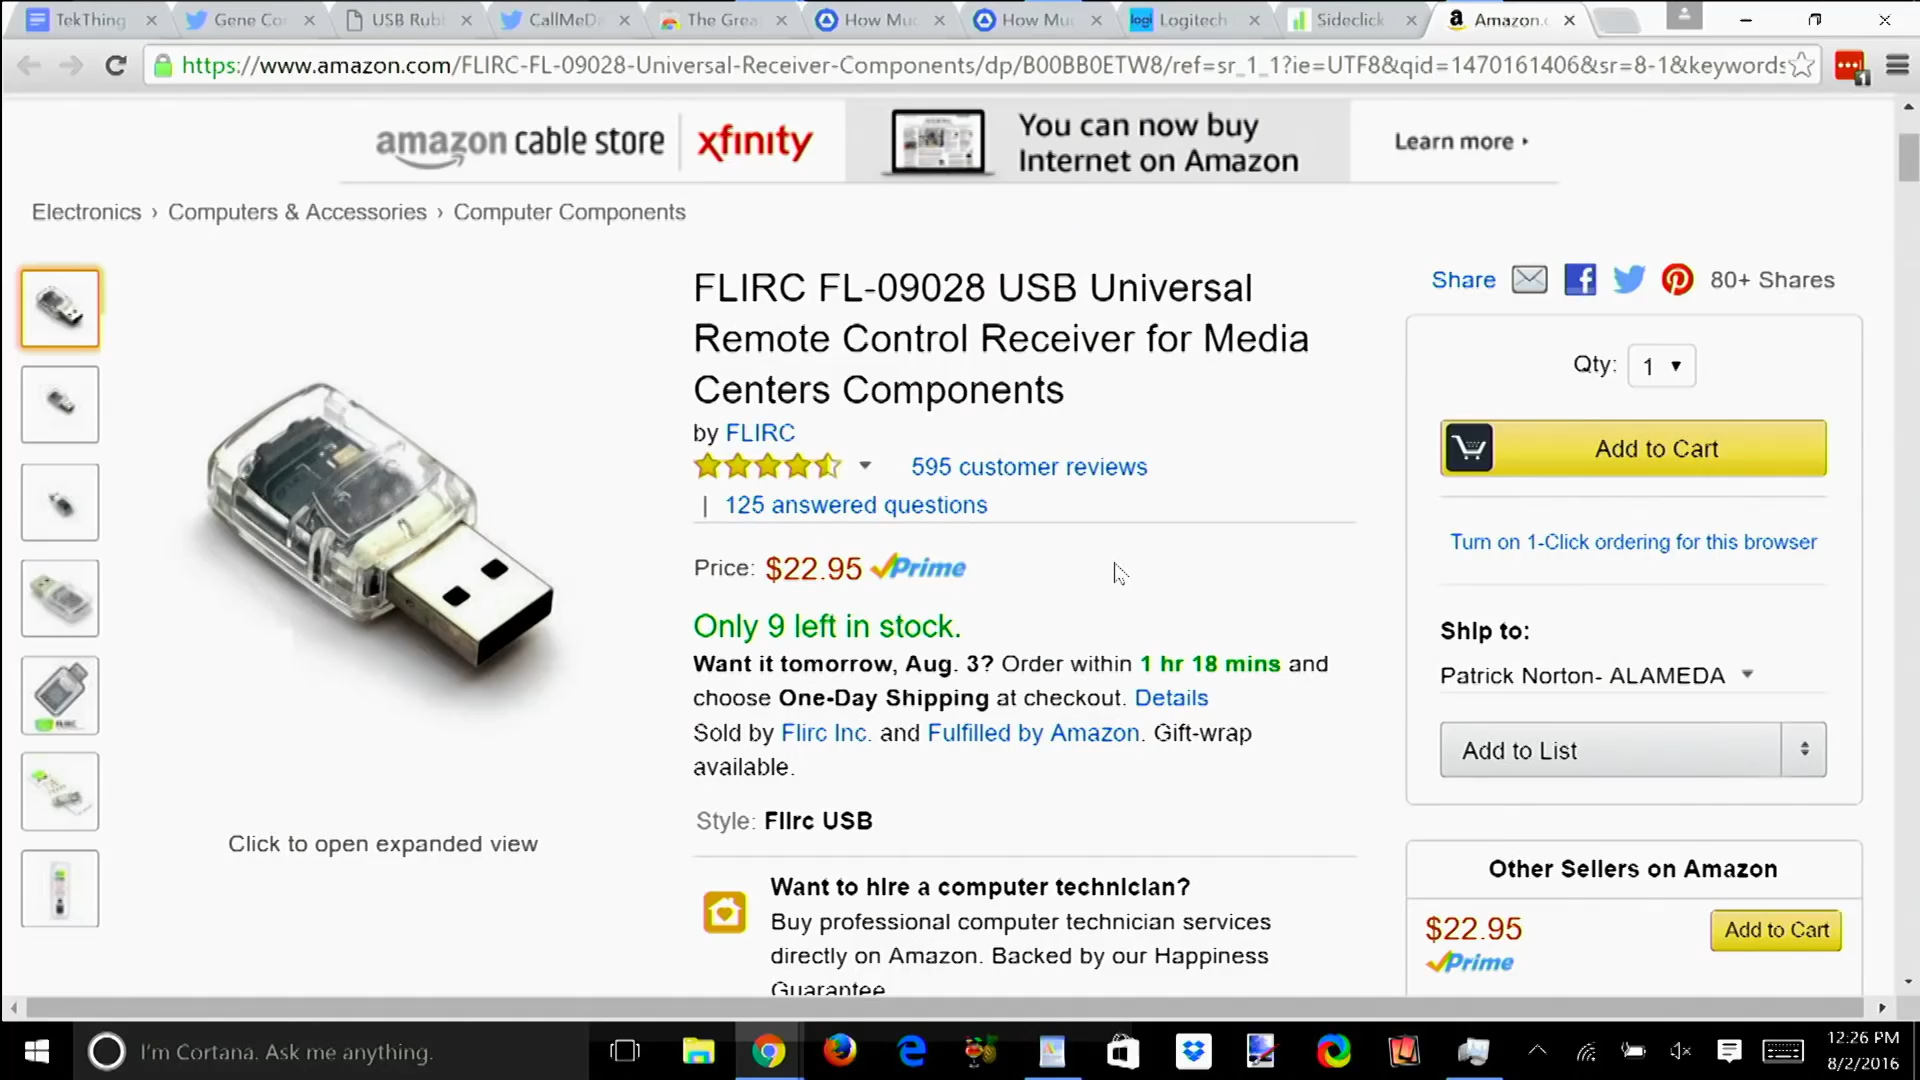 TekThing
Gene Co
USB Rub
CallMeDa
The Grea
How Muc
How Muc
logi Logitech
Sideclick
Amazon.c
https://www.amazon.com/FLIRC-FL-09028-Universal-Receiver-Components/dp/B00BB0ETW8/ref=sr_1_1?ie=UTF8&qid=1470161406&sr=8-1&keywords
1
amazon cable store
xfinity
You can now buy
Internet on Amazon
Learn more ▸
Electronics › Computers & Accessories › Computer Components
FLIRC FL-09028 USB Universal
Remote Control Receiver for Media
Centers Components
by FLIRC
595 customer reviews
| 125 answered questions
Price: $22.95 Prime
Only 9 left in stock.
Want it tomorrow, Aug. 3? Order within 1 hr 18 mins and
choose One-Day Shipping at checkout. Details
Sold by Flirc Inc. and Fulfilled by Amazon. Gift-wrap
available.
Style: Flirc USB
Want to hire a computer technician?
Buy professional computer technician services
directly on Amazon. Backed by our Happiness
Guarantee
Click to open expanded view
Share
80+ Shares
Qty: 1
Add to Cart
Turn on 1-Click ordering for this browser
Ship to:
Patrick Norton- ALAMEDA
Add to List
Other Sellers on Amazon
$22.95
Add to Cart
Prime
I'm Cortana. Ask me anything.
12:26 PM
8/2/2016